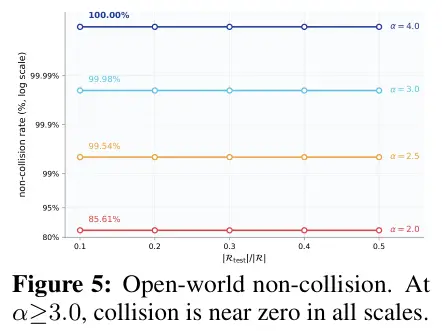 100.00%
α = 4.0
99.99%
99.98%
α = 3.0
99.9%
99.54%
α = 2.5
99%
95%
85.61%
α = 2.0
80%
non-collision rate (%, log scale)
0.1 0.2 0.3 0.4 0.5
|ℛtest|/|ℛ|
Figure 5: Open-world non-collision. At
α≥3.0, collision is near zero in all scales.